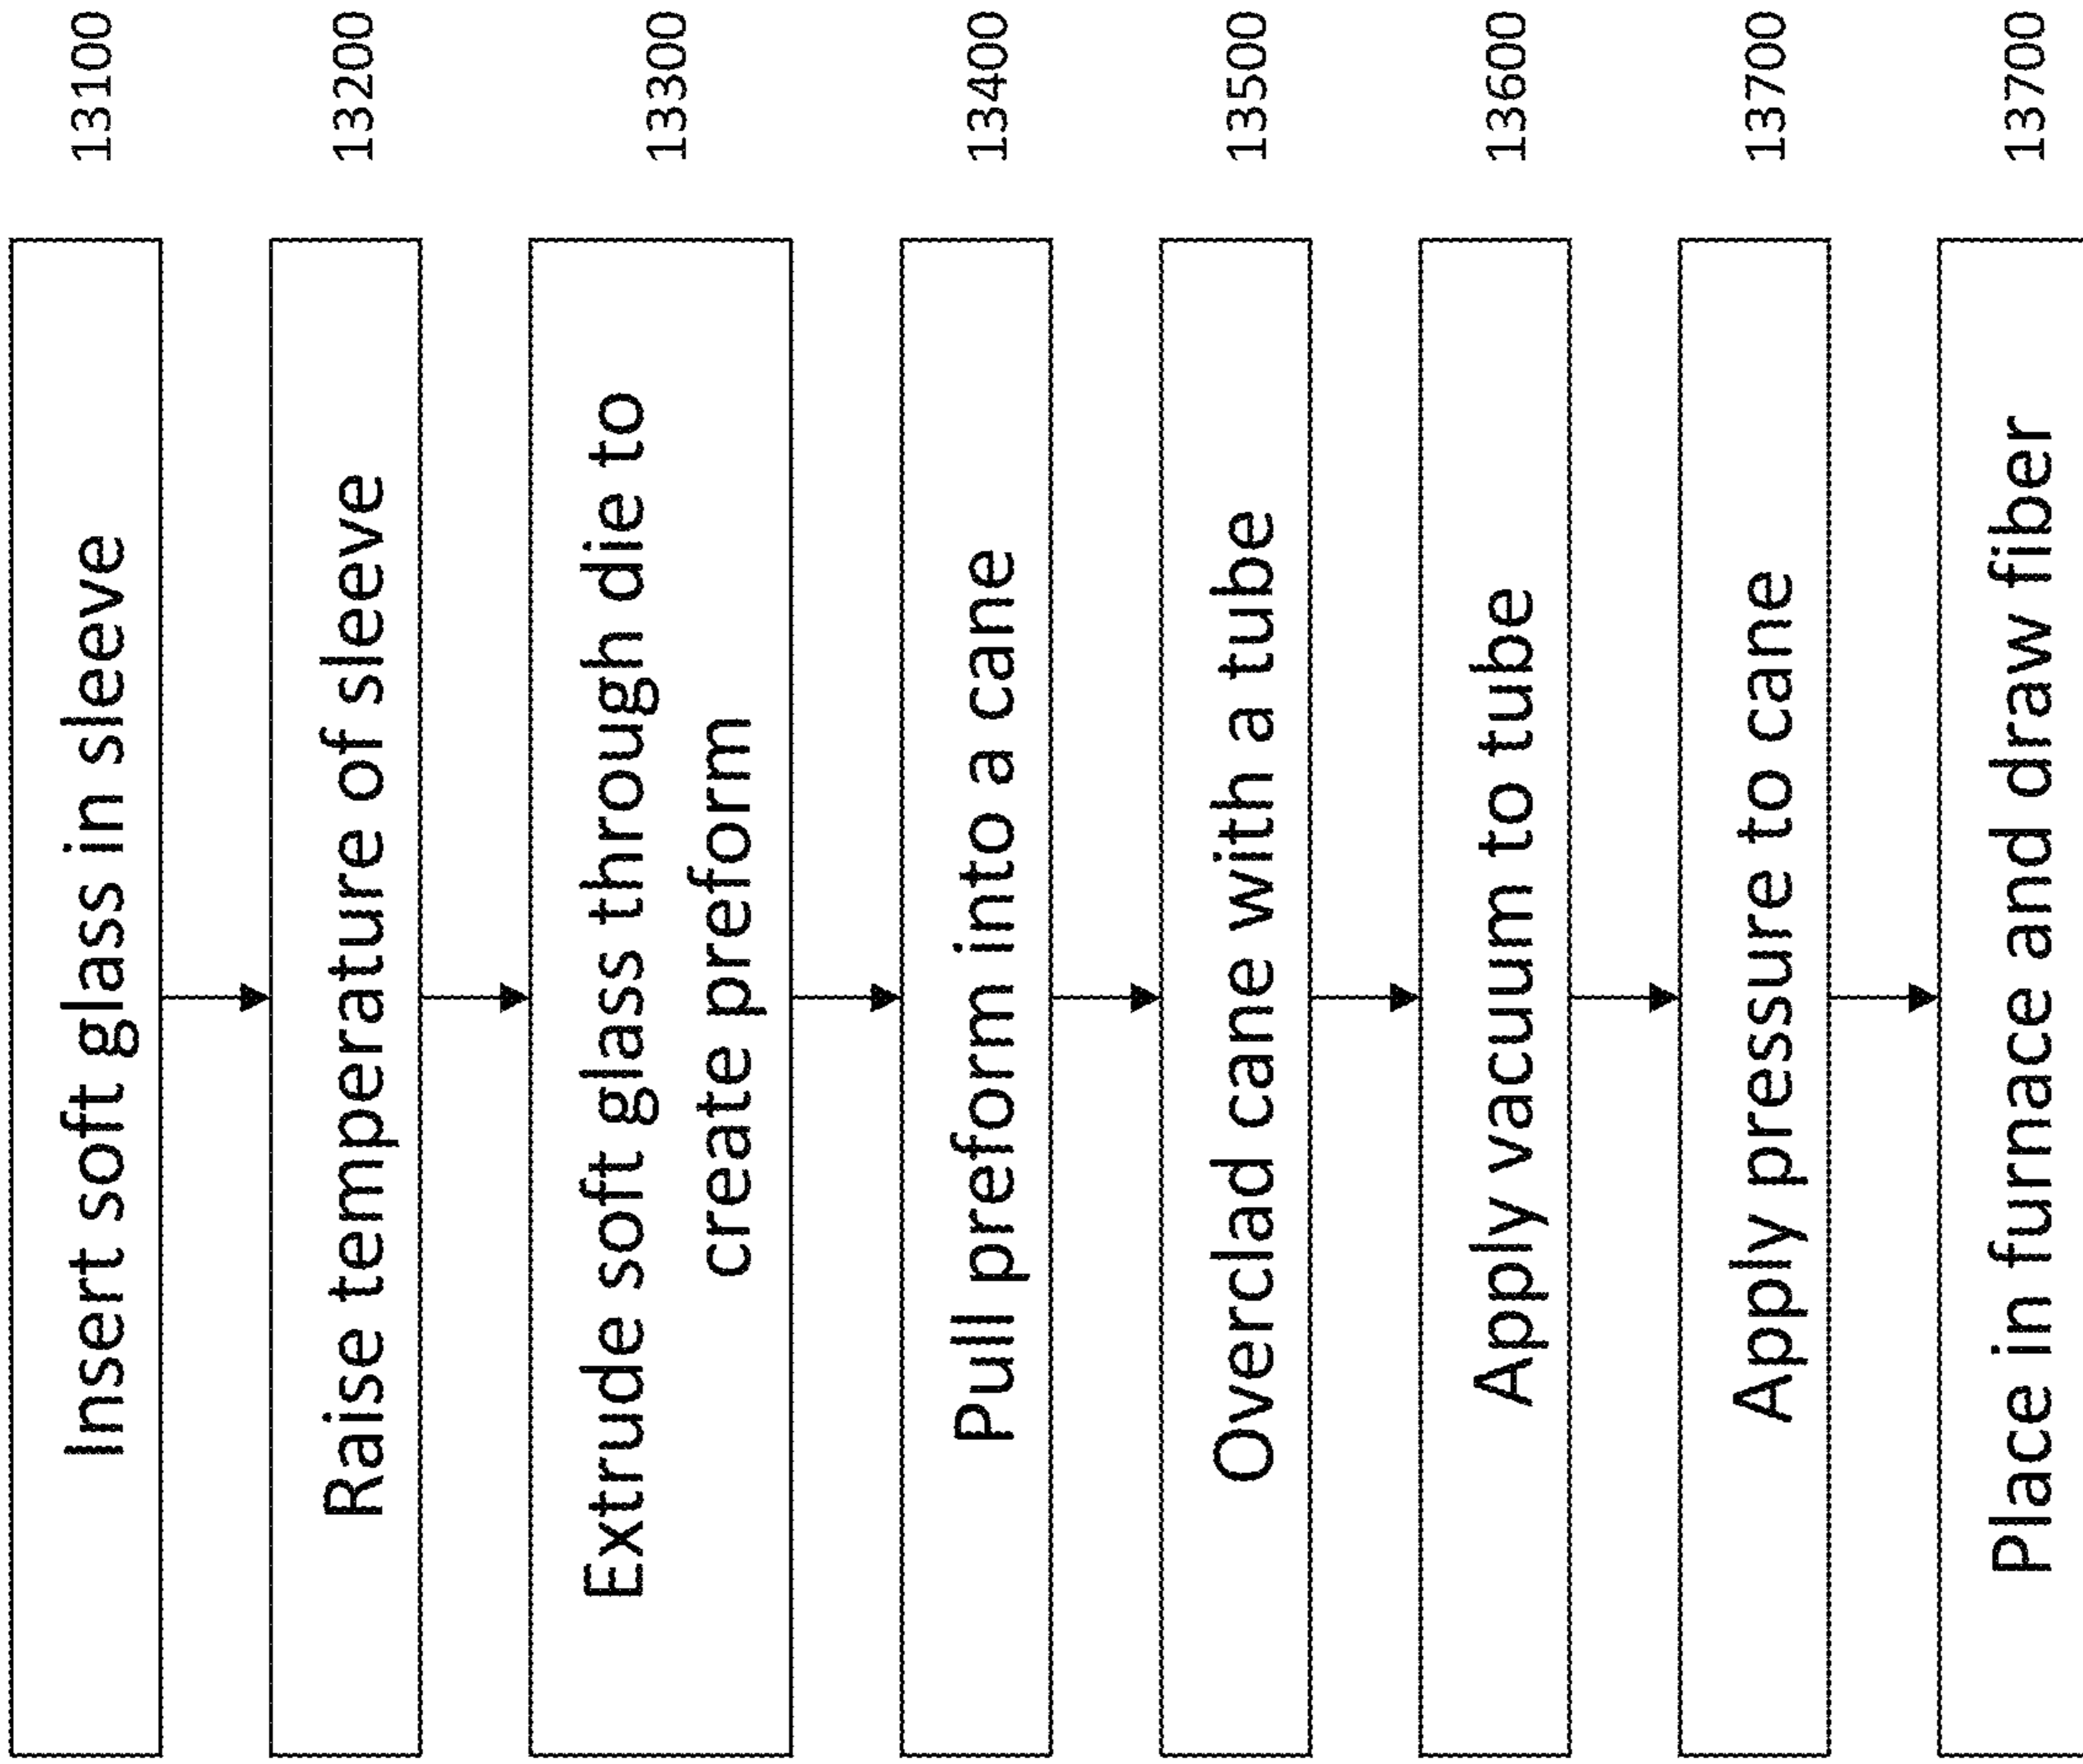 Insert soft glass in sleeve 13100
Raise temperature of sleeve 13200
Extrude soft glass through die to
create preform 13300
Pull preform into a cane 13400
Overclad cane with a tube 13500
Apply vacuum to tube 13600
Apply pressure to cane 13700
Place in furnace and draw fiber 13700